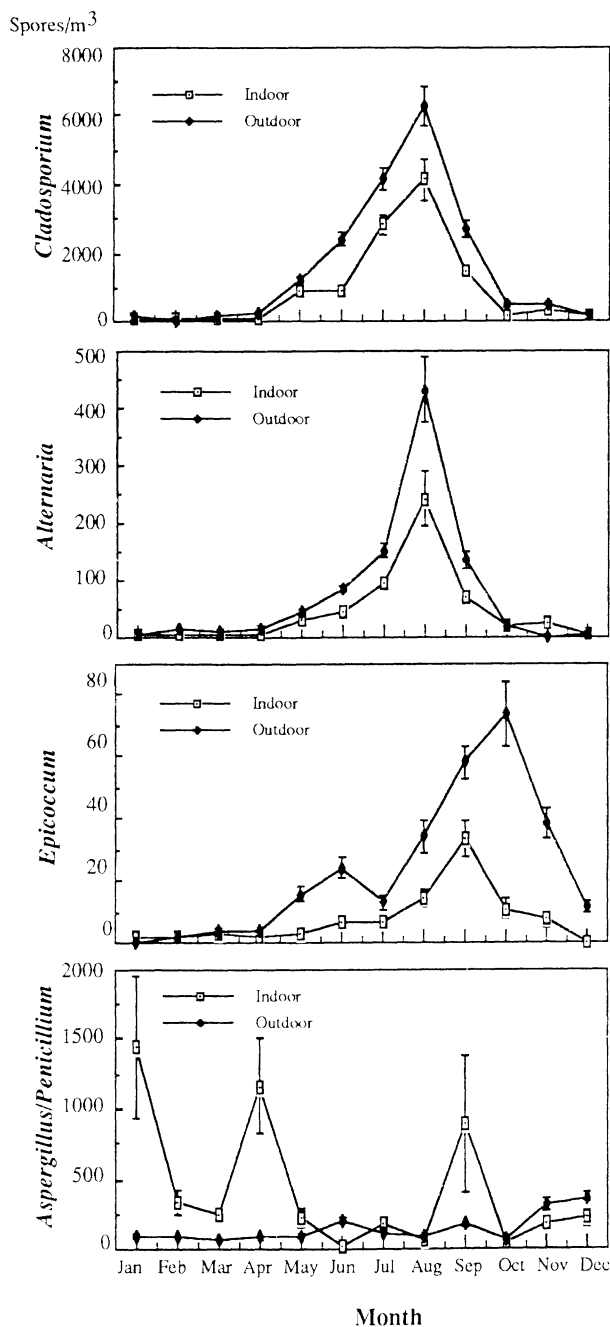 Spores/m3
Cladosporium
8000
6000
4000
2000
0
Indoor
Outdoor
Alternaria
500
400
300
200
100
0
Indoor
Outdoor
Epicoccum
80
60
40
20
0
Indoor
Outdoor
Aspergillus/Penicillium
2000
1500
1000
500
0
Indoor
Outdoor
Jan Feb Mar Apr May Jun Jul Aug Sep Oct Nov Dec
Month